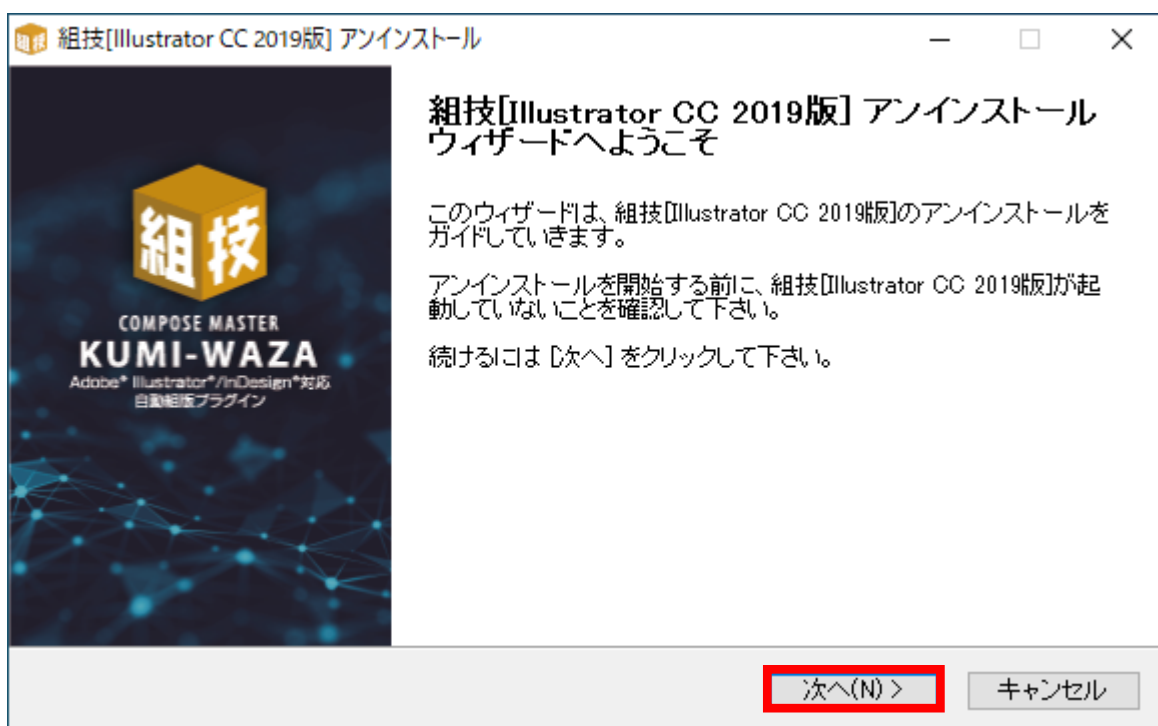 組技[Illustrator CC 2019版] アンインストール
組技[Illustrator CC 2019版] アンインストール
ウィザードへようこそ
このウィザードは、組技[Illustrator CC 2019版]のアンインストールを
ガイドしていきます。
アンインストールを開始する前に、組技[Illustrator CC 2019版]が起
動していないことを確認して下さい。
続けるには [次へ] をクリックして下さい。
組技
COMPOSE MASTER
KUMI-WAZA
Adobe® Illustrator®/InDesign®対応
自動組版プラグイン
次へ(N) >
キャンセル